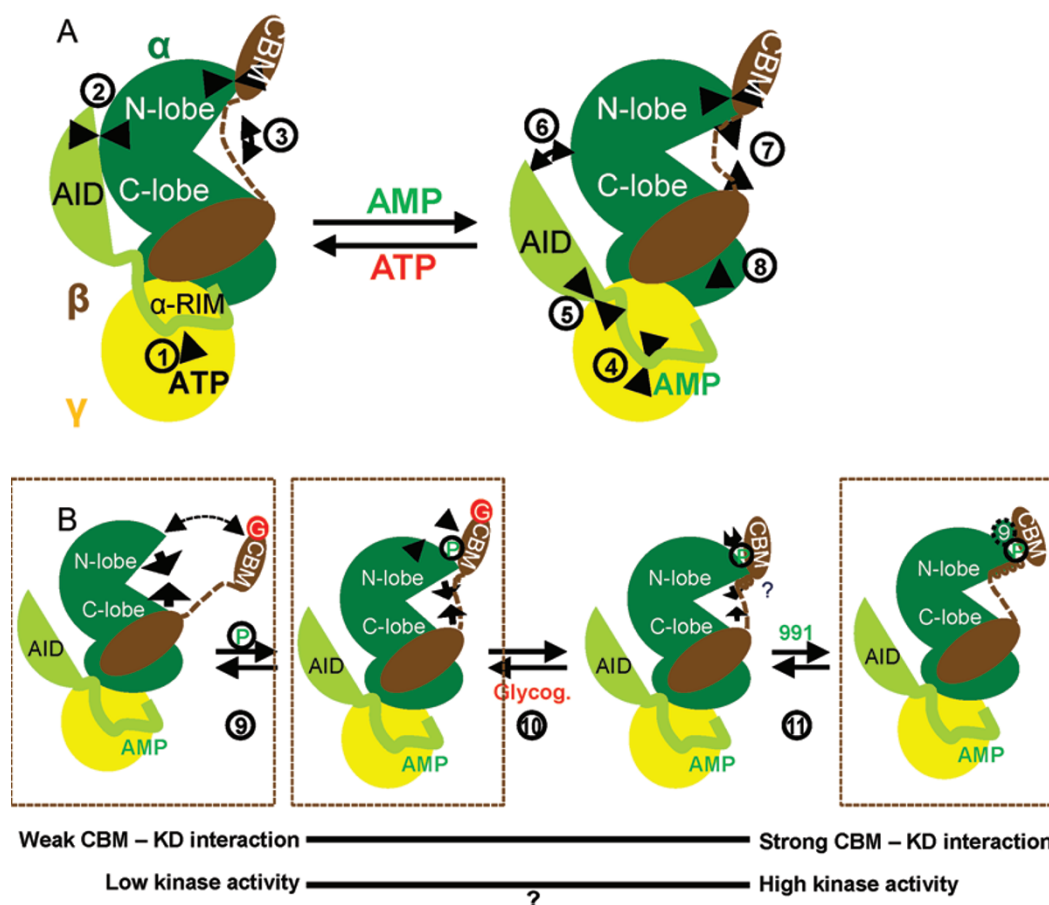 A
α
CBM
CBM
②
N-lobe
N-lobe
③
⑥
⑦
C-lobe
C-lobe
AID
AMP
AID
ATP
⑧
β
α-RIM
⑤
①
④
ATP
AMP
γ
B
G
G
CBM
CBM
CBM
9
CBM
P
P
P
N-lobe
N-lobe
N-lobe
?
N-lobe
C-lobe
C-lobe
C-lobe
C-lobe
P
991
AID
AID
AID
AID
Glycog.
⑨
⑩
⑪
AMP
AMP
AMP
AMP
Weak CBM – KD interaction
Strong CBM – KD interaction
Low kinase activity
High kinase activity
?